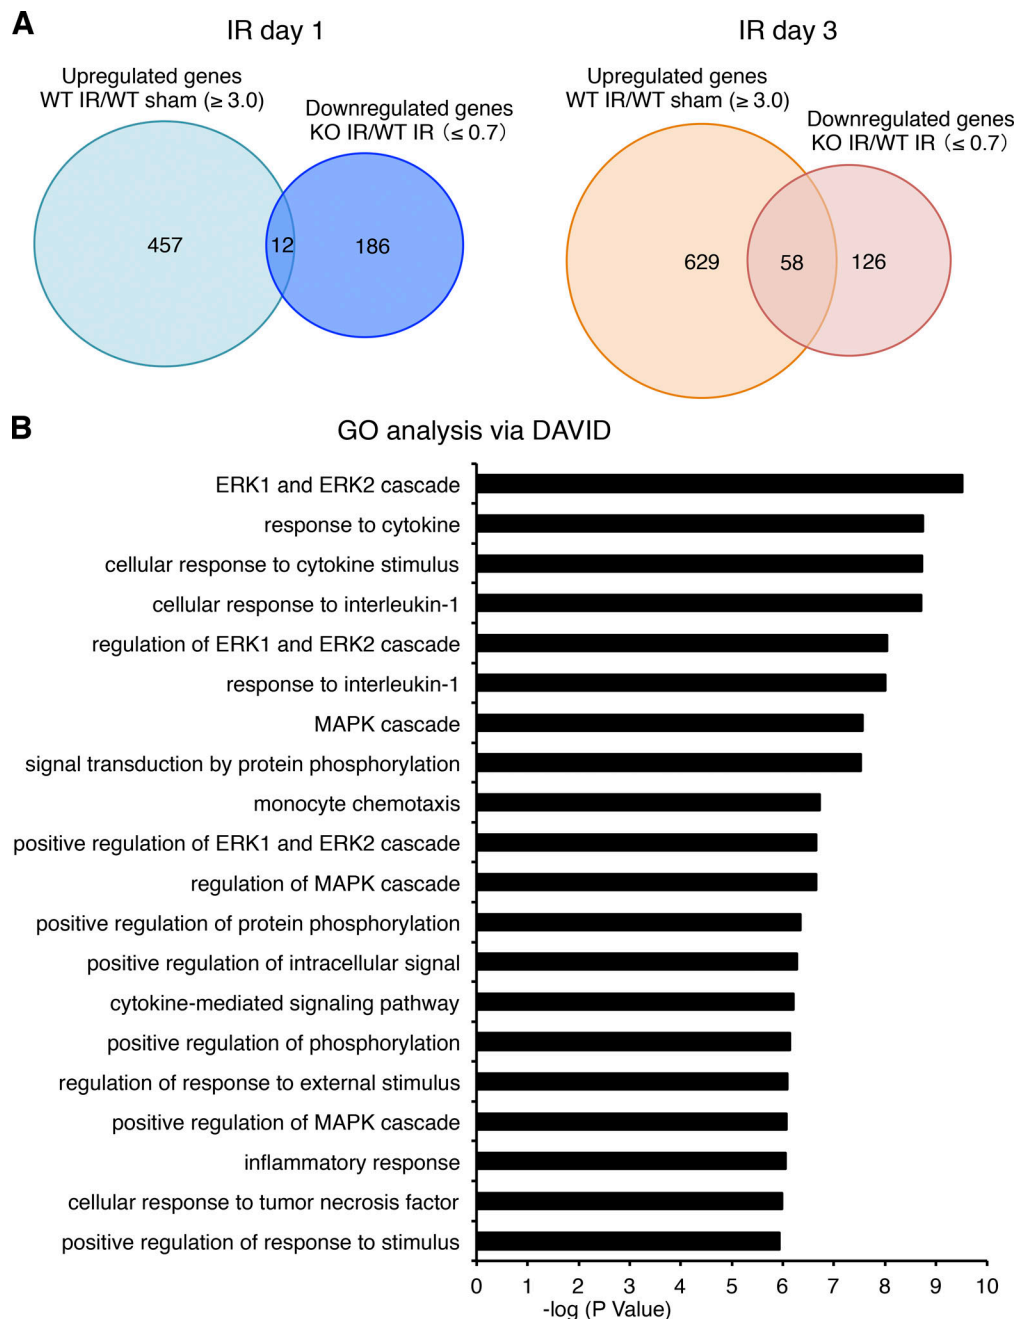 A
IR day 1
IR day 3
Upregulated genes
WT IR/WT sham (≥ 3.0)
Downregulated genes
KO IR/WT IR (≤ 0.7)
457
12
186
Upregulated genes
WT IR/WT sham (≥ 3.0)
Downregulated genes
KO IR/WT IR (≤ 0.7)
629
58
126
B
GO analysis via DAVID
ERK1 and ERK2 cascade
response to cytokine
cellular response to cytokine stimulus
cellular response to interleukin-1
regulation of ERK1 and ERK2 cascade
response to interleukin-1
MAPK cascade
signal transduction by protein phosphorylation
monocyte chemotaxis
positive regulation of ERK1 and ERK2 cascade
regulation of MAPK cascade
positive regulation of protein phosphorylation
positive regulation of intracellular signal
cytokine-mediated signaling pathway
positive regulation of phosphorylation
regulation of response to external stimulus
positive regulation of MAPK cascade
inflammatory response
cellular response to tumor necrosis factor
positive regulation of response to stimulus
0 1 2 3 4 5 6 7 8 9 10
-log (P Value)